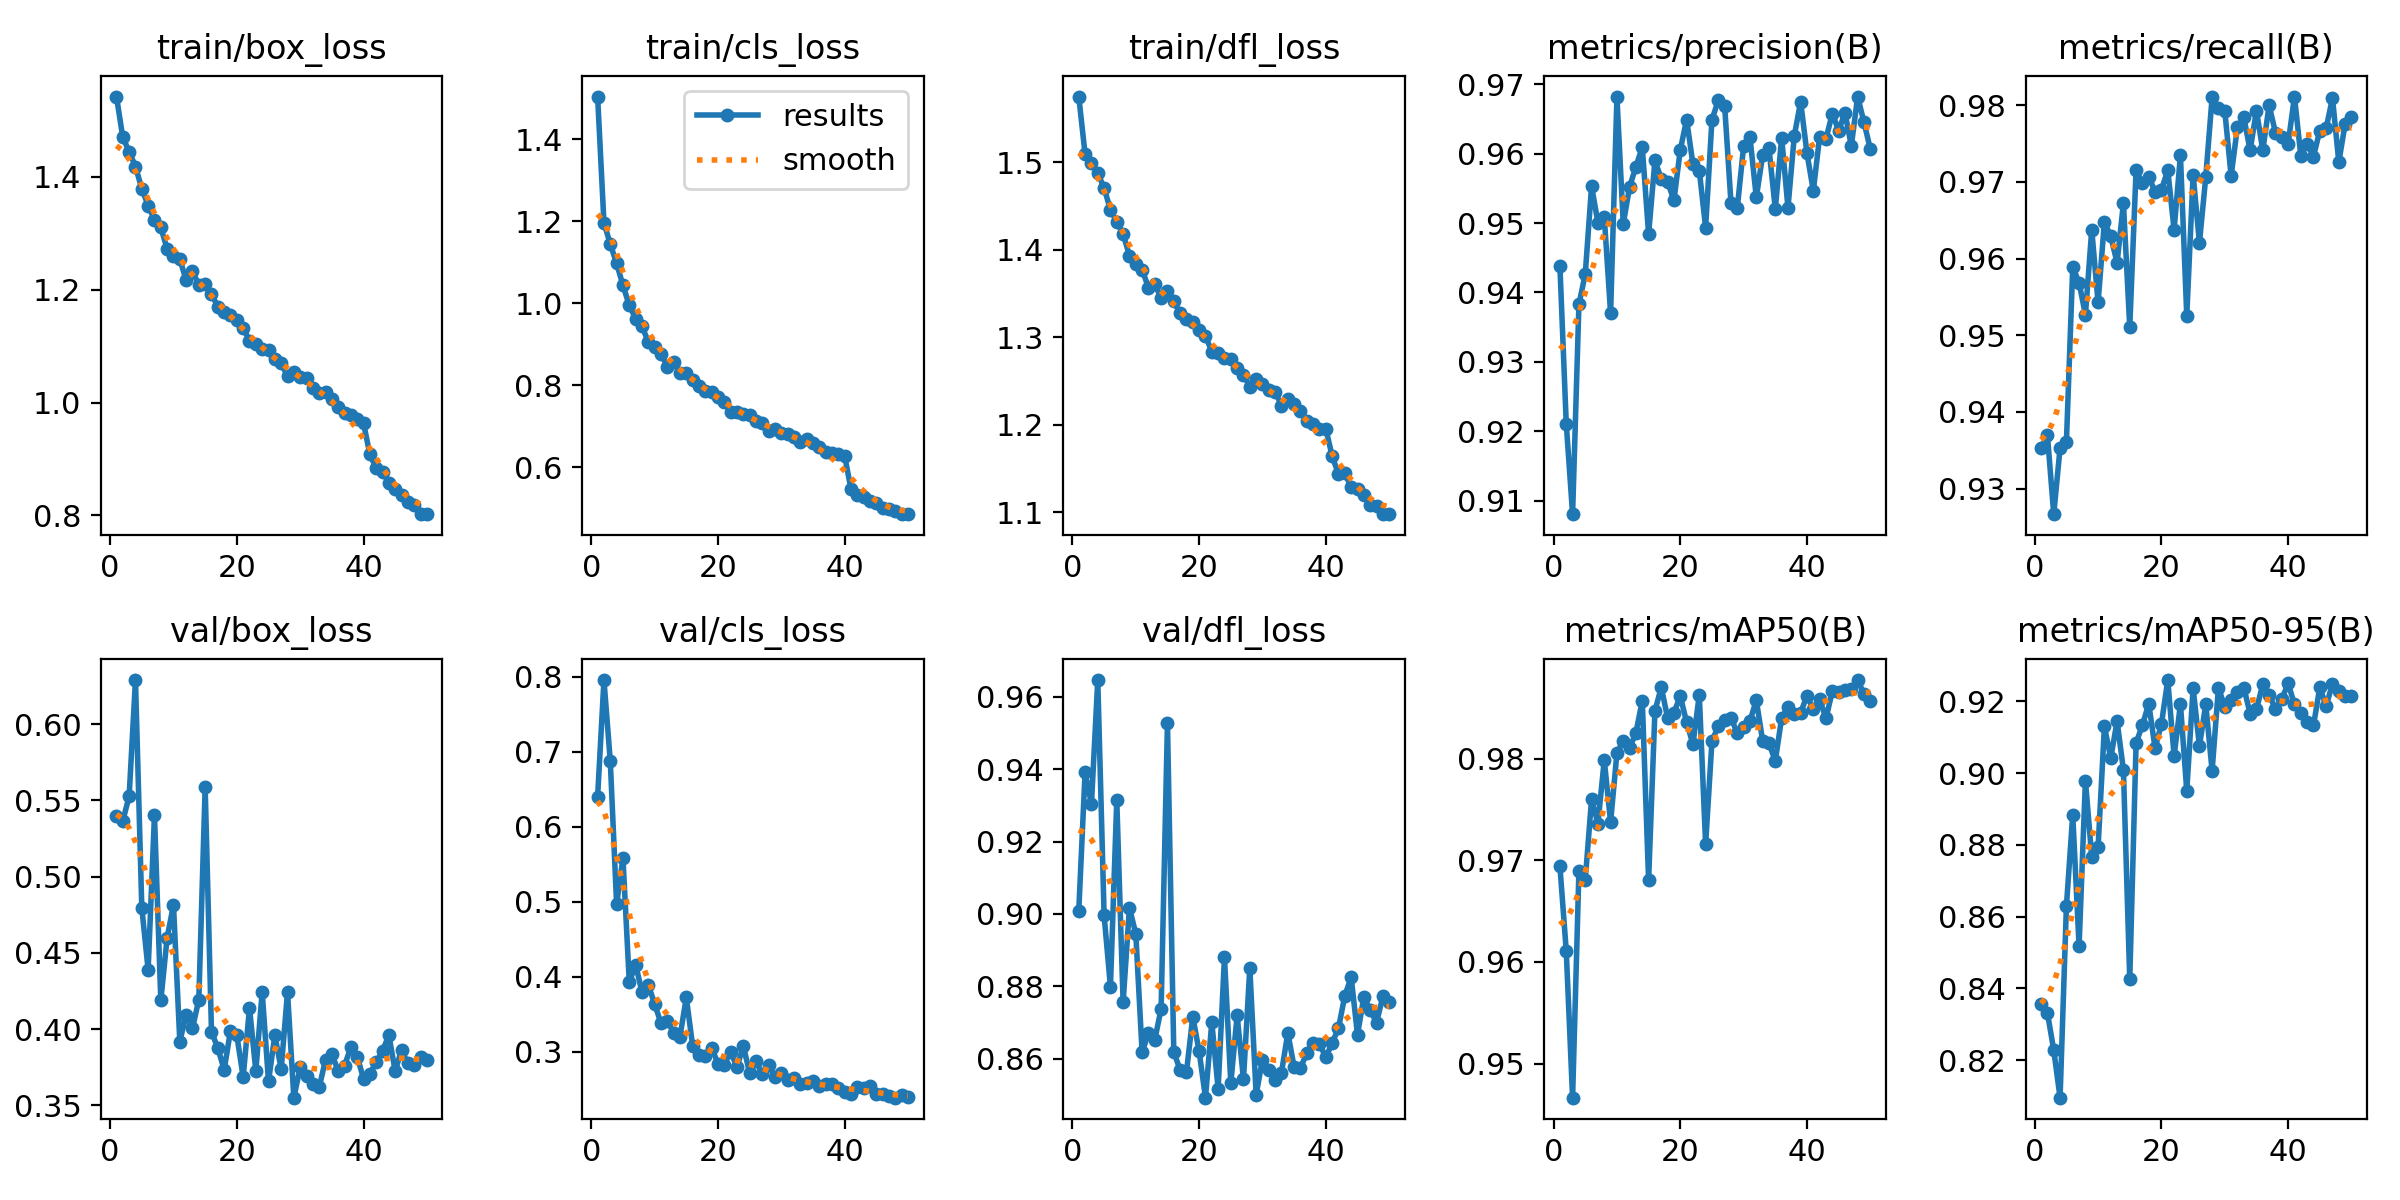 train/box_loss
1.4
1.2
1.0
0.8
0 20 40
train/cls_loss
results
smooth
1.4
1.2
1.0
0.8
0.6
0 20 40
train/dfl_loss
1.5
1.4
1.3
1.2
1.1
0 20 40
metrics/precision(B)
0.97
0.96
0.95
0.94
0.93
0.92
0.91
0 20 40
metrics/recall(B)
0.98
0.97
0.96
0.95
0.94
0.93
0 20 40
val/box_loss
0.60
0.55
0.50
0.45
0.40
0.35
0 20 40
val/cls_loss
0.8
0.7
0.6
0.5
0.4
0.3
0 20 40
val/dfl_loss
0.96
0.94
0.92
0.90
0.88
0.86
0 20 40
metrics/mAP50(B)
0.98
0.97
0.96
0.95
0 20 40
metrics/mAP50-95(B)
0.92
0.90
0.88
0.86
0.84
0.82
0 20 40